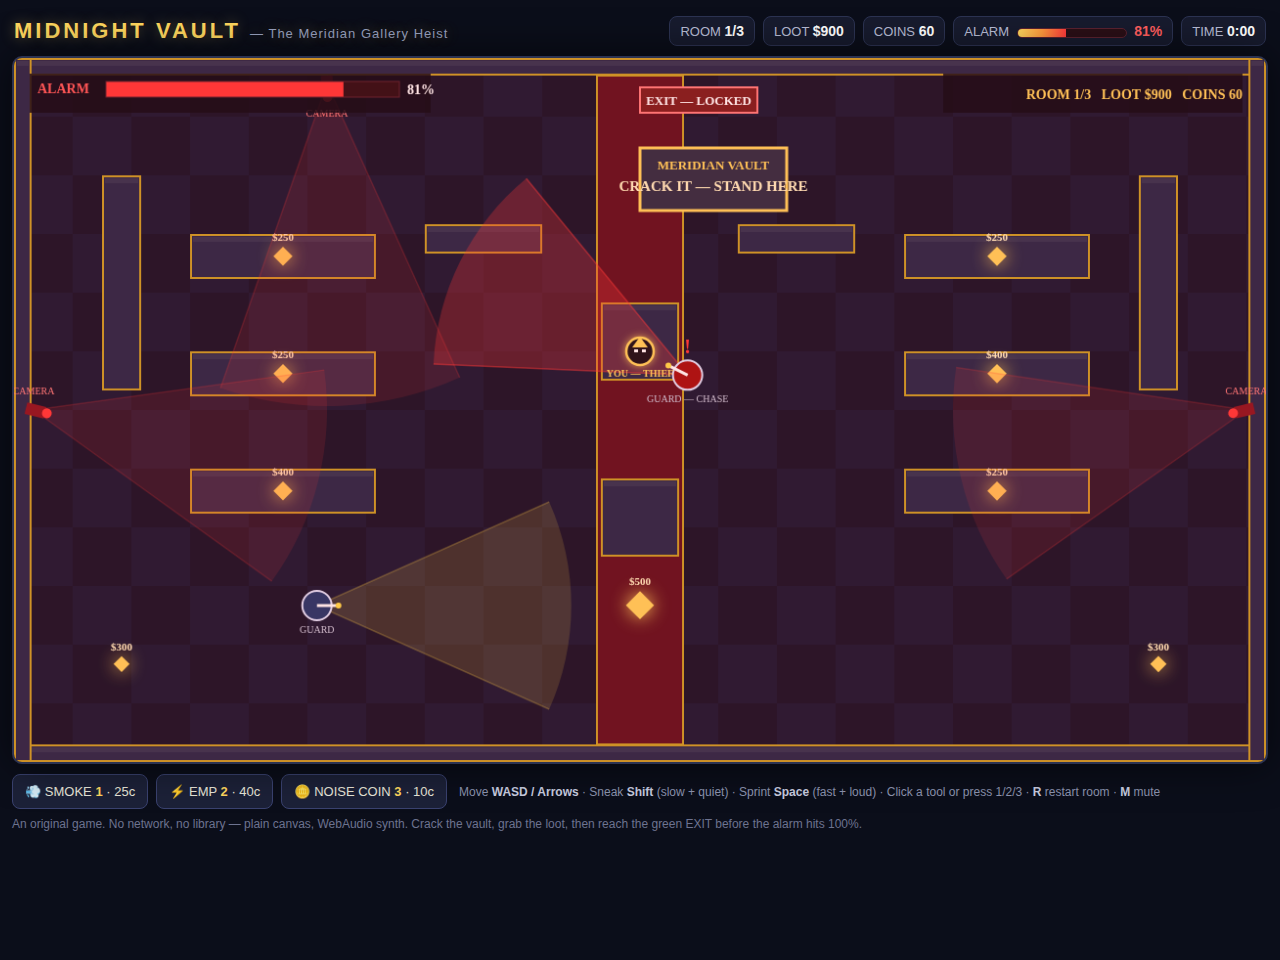 MIDNIGHT VAULT — The Meridian Gallery Heist
ROOM 1/3
LOOT $900
COINS 60
ALARM 81%
TIME 0:00
ALARM 81%
EXIT — LOCKED
ROOM 1/3 LOOT $900 COINS 60
CAMERA
MERIDIAN VAULT
CRACK IT — STAND HERE
$250
$250
!
$250
$400
YOU — THIEF
CAMERA
GUARD — CHASE
CAMERA
$400
$250
$500
GUARD
$300
$300
💨 SMOKE 1 · 25c
⚡ EMP 2 · 40c
🪙 NOISE COIN 3 · 10c
Move WASD / Arrows · Sneak Shift (slow + quiet) · Sprint Space (fast + loud) · Click a tool or press 1/2/3 · R restart room · M mute
An original game. No network, no library — plain canvas, WebAudio synth. Crack the vault, grab the loot, then reach the green EXIT before the alarm hits 100%.